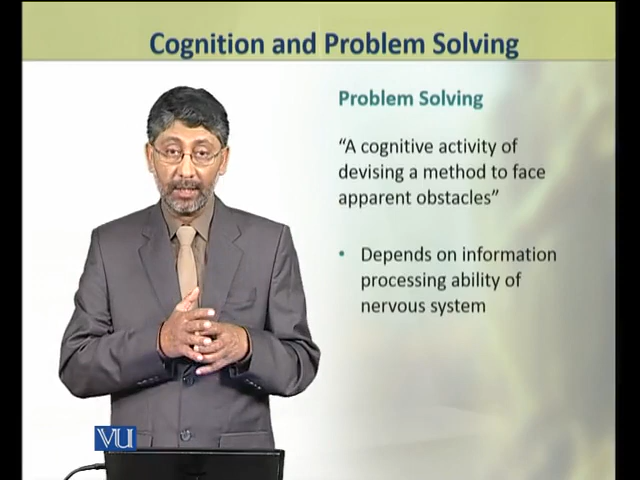 Cognition and Problem Solving
Problem Solving
“A cognitive activity of
devising a method to face
apparent obstacles”
• Depends on information
processing ability of
nervous system
VU